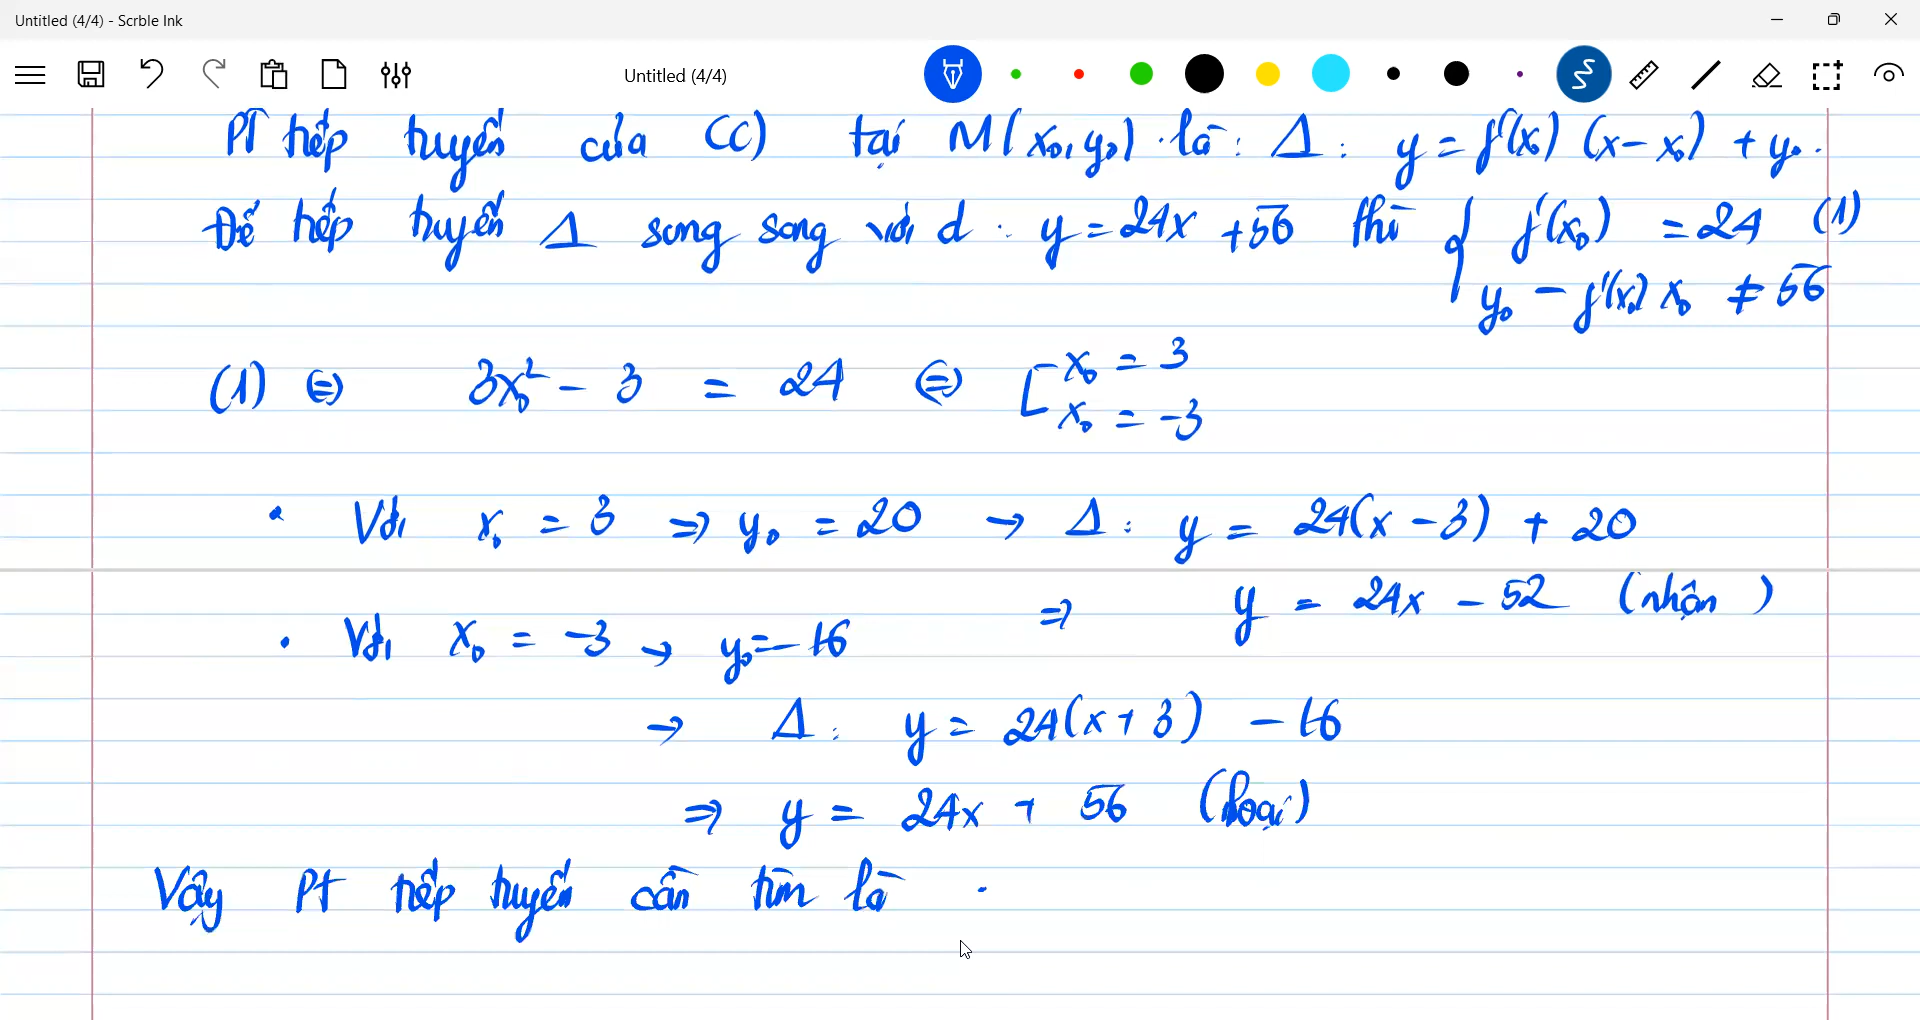 Untitled (4/4) - Scrble Ink
Untitled (4/4)
PT tiếp tuyến của (C) tại M(x₀, y₀) là: Δ: y = f'(x₀) (x - x₀) + y₀.
Để tiếp tuyến Δ song song với d: y = 24x + 56 thì { f'(x₀) = 24 (1)
y₀ - f'(x₀) x₀ ≠ 56
(1) ⇔ 3x₀² - 3 = 24 ⇔ [ x₀ = 3
x₀ = -3
• Với x₀ = 3 ⇒ y₀ = 20 → Δ: y = 24(x - 3) + 20
⇒ y = 24x - 52 (nhận)
• Với x₀ = -3 → y₀ = -16
→ Δ: y = 24(x + 3) - 16
⇒ y = 24x + 56 (loại)
Vậy PT tiếp tuyến cần tìm là